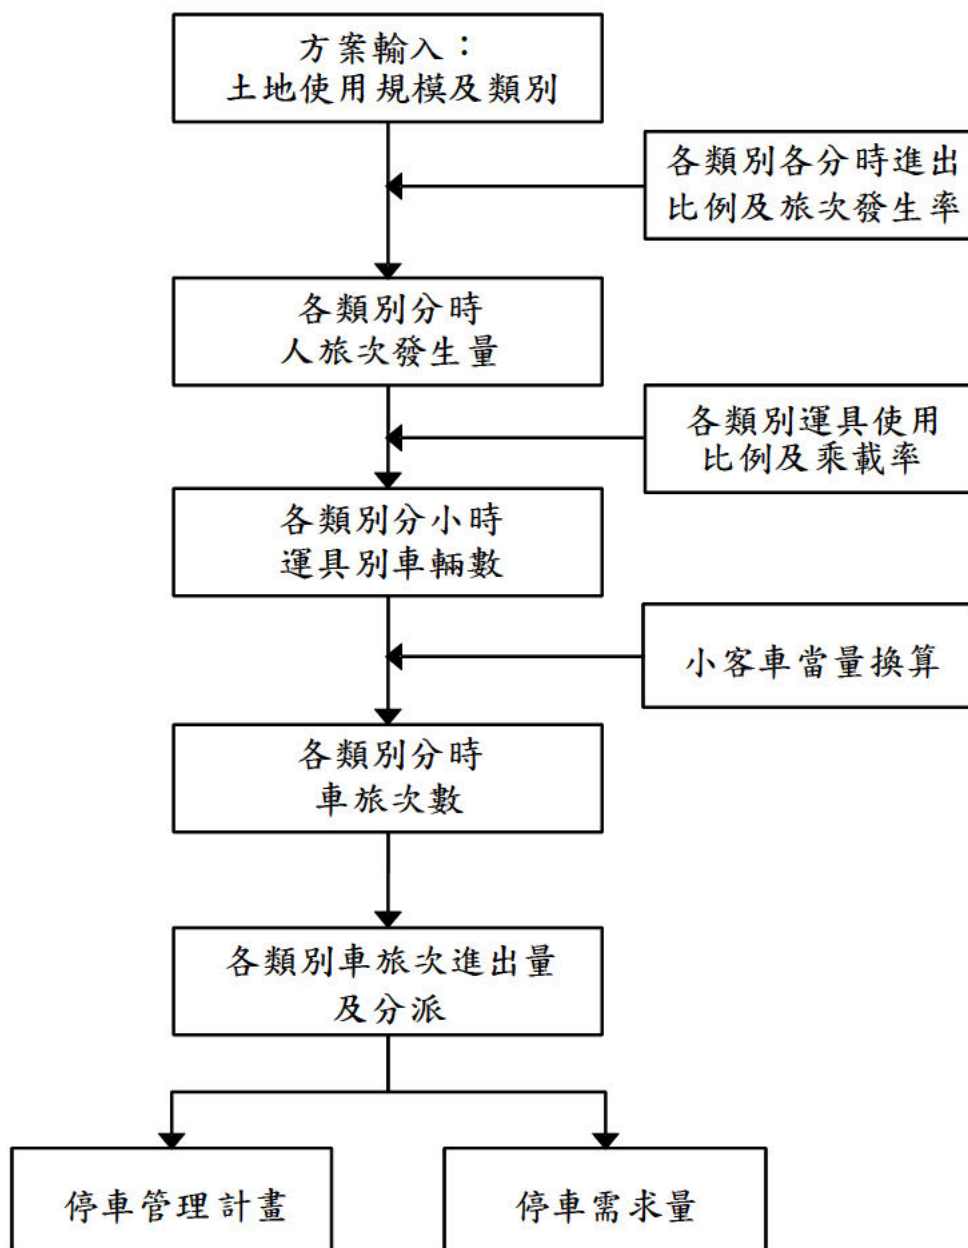 方案輸入：
土地使用規模及類別
各類別各分時進出
比例及旅次發生率
各類別分時
人旅次發生量
各類別運具使用
比例及乘載率
各類別分小時
運具別車輛數
小客車當量換算
各類別分時
車旅次數
各類別車旅次進出量
及分派
停車管理計畫
停車需求量